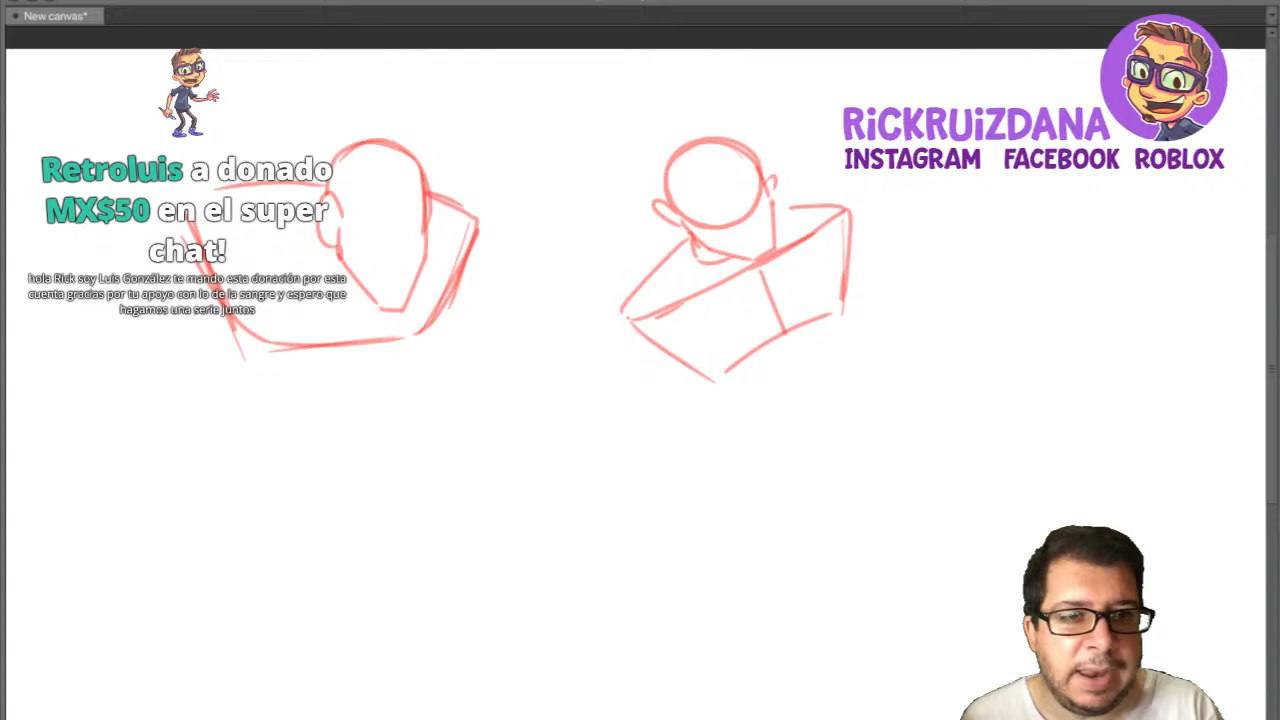 New canvas*
RiCKRUiZDANA
INSTAGRAM FACEBOOK ROBLOX
Retroluis a donado
MX$50 en el super
chat!
hola Rick soy Luis González te mando esta donación por esta
cuenta gracias por tu apoyo con lo de la sangre y espero que
hagamos una serie juntos